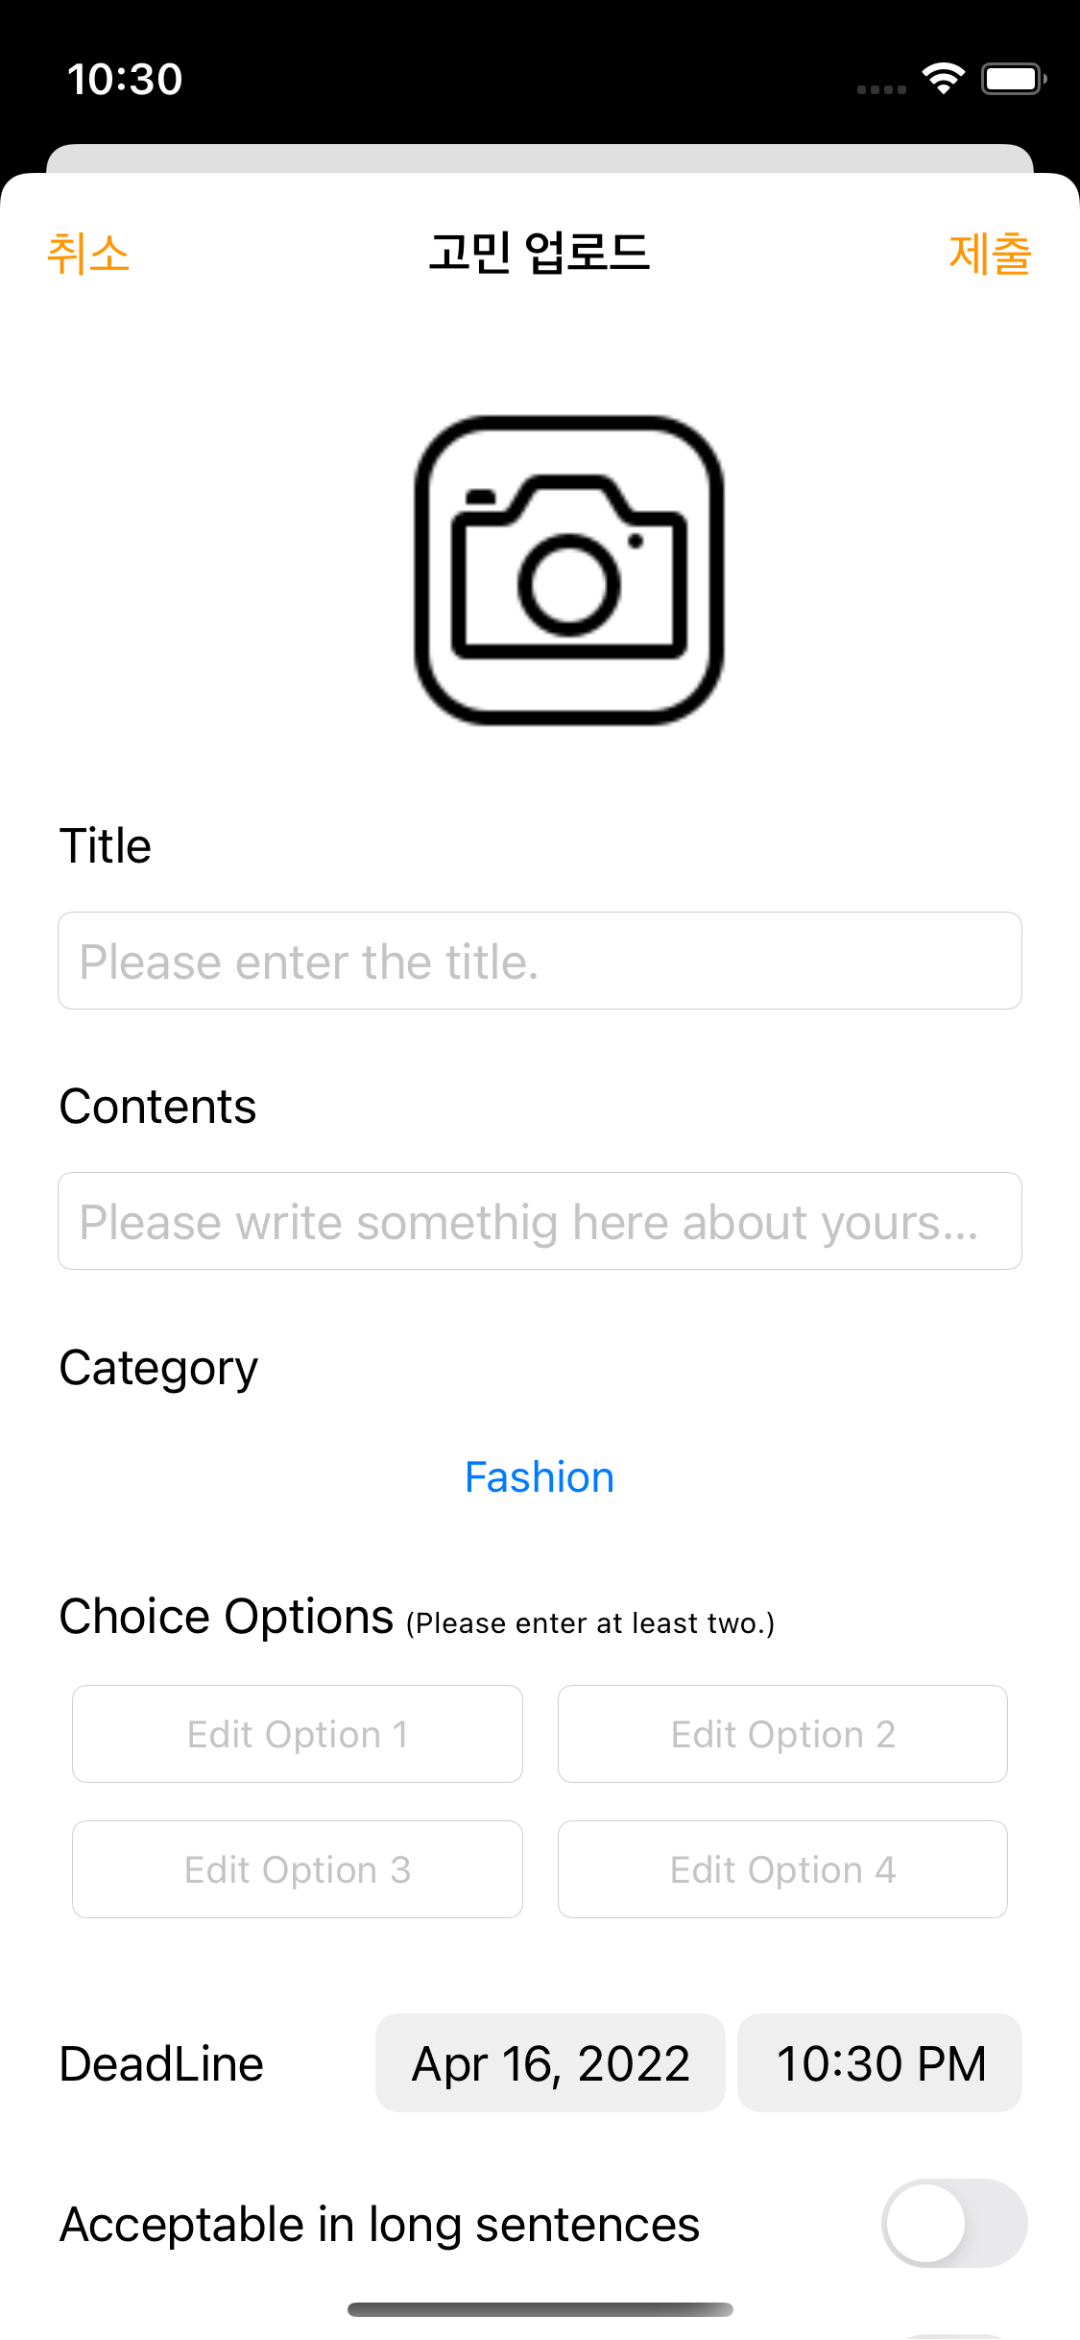 10:30
취소 고민 업로드 제출
Title
Please enter the title.
Contents
Please write somethig here about yours...
Category
Fashion
Choice Options (Please enter at least two.)
Edit Option 1 Edit Option 2
Edit Option 3 Edit Option 4
DeadLine Apr 16, 2022 10:30 PM
Acceptable in long sentences